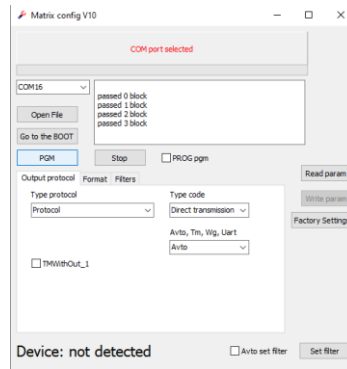 Matrix config V10
COM port selected
COM16
passed 0 block
passed 1 block
passed 2 block
passed 3 block
Open File
Go to the BOOT
PGM
Stop
PROG pgm
Output protocol
Format
Filters
Read param
Type protocol
Type code
Write param
Protocol
Direct transmission
Factory Setting
Avto, Tm, Wg, Uart
Avto
TMWithOut_1
Device: not detected
Avto set filter
Set filter